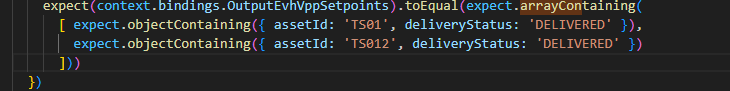 expect(context.bindings.OutputEvhVppSetpoints).toEqual(expect.arrayContaining(
[ expect.objectContaining({ assetId: 'TS01', deliveryStatus: 'DELIVERED' }),
expect.objectContaining({ assetId: 'TS012', deliveryStatus: 'DELIVERED' })
]))
})